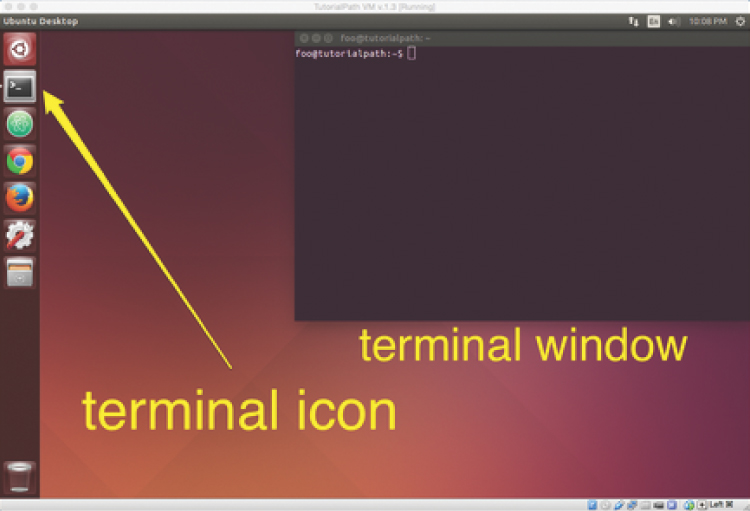 TutorialPath VM v.1.3 [Running]
Ubuntu Desktop
En
10:08 PM
foo@tutorialpath: ~
foo@tutorialpath:~$
terminal window
terminal icon
Left ⌘